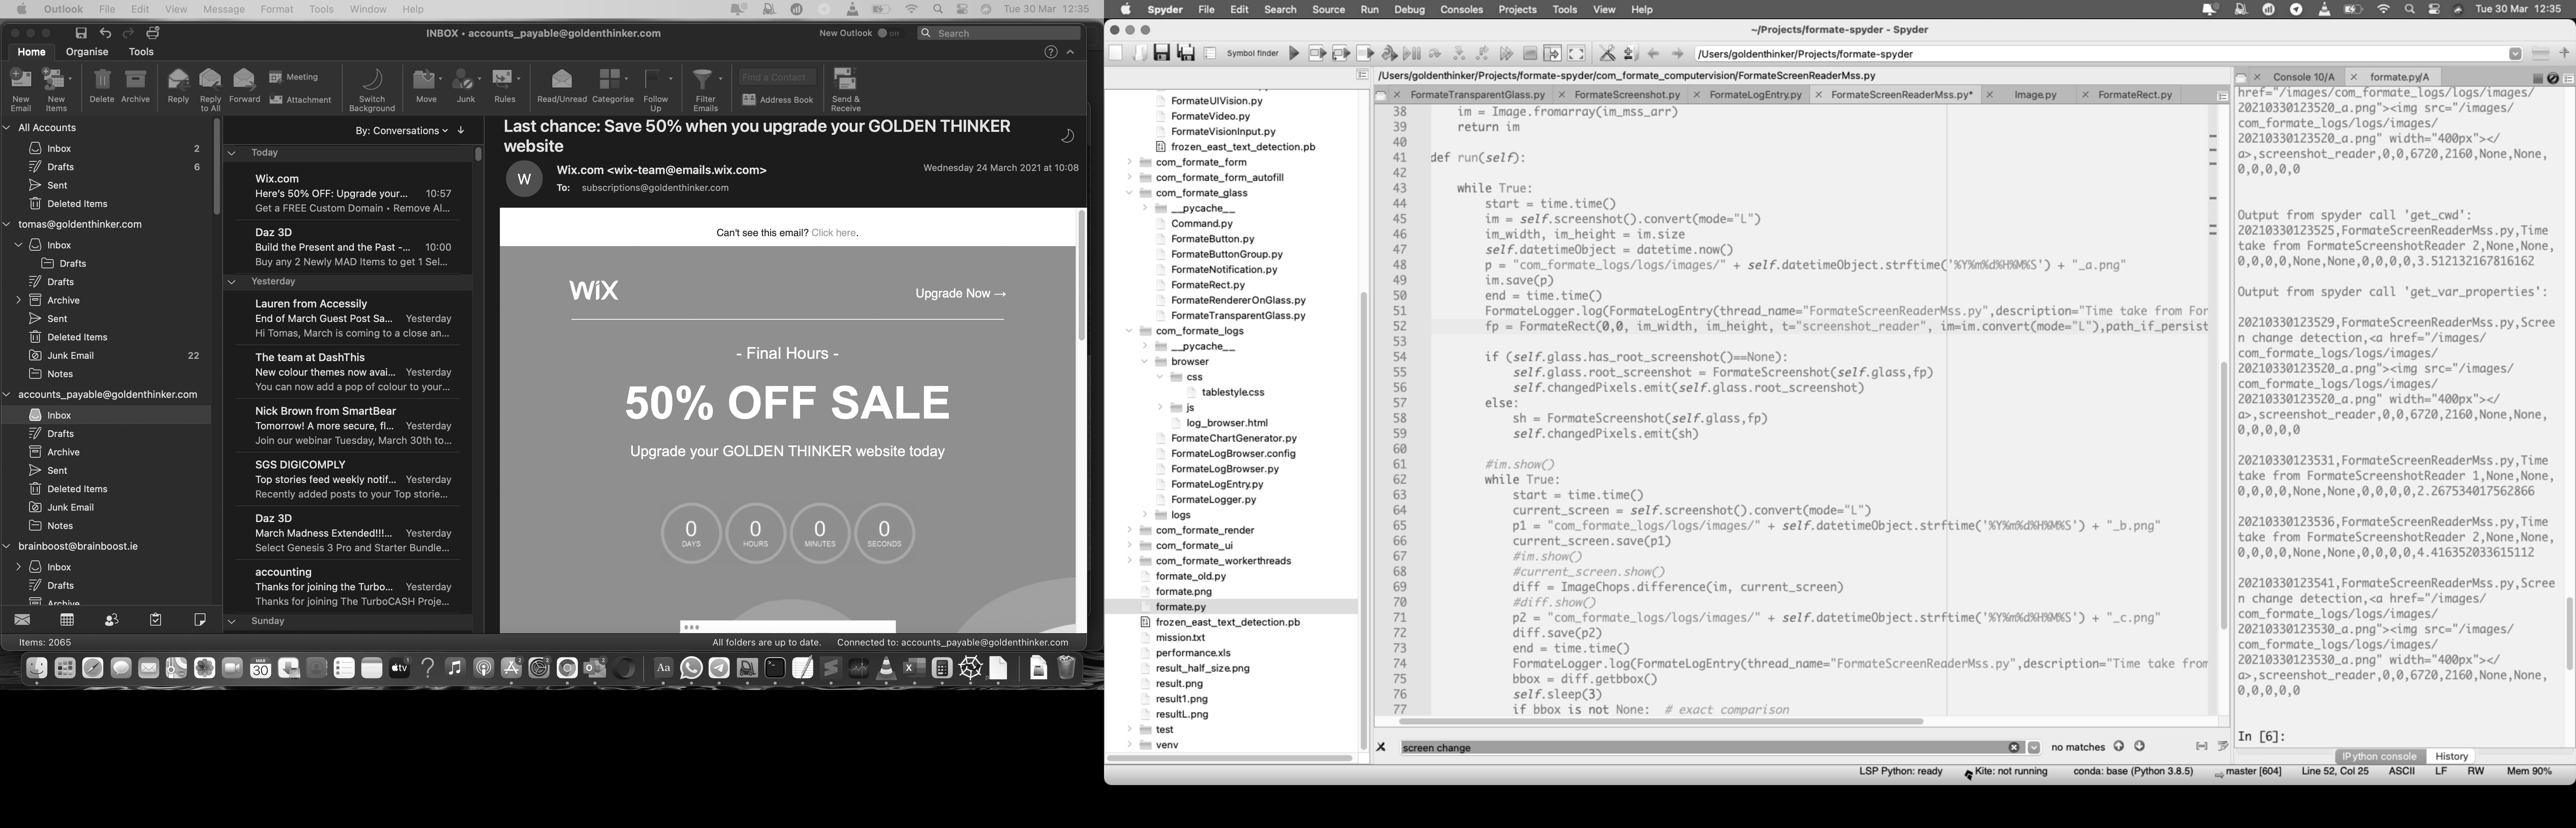 Outlook File Edit View Message Format Tools Window Help Tue 30 Mar 12:35
INBOX • accounts_payable@goldenthinker.com
New Outlook
Search
Home Organise Tools
New Email
New Items
Delete
Archive
Reply
Reply to All
Forward
Meeting
Attachment
Switch Background
Move
Junk
Rules
Read/Unread
Categorise
Follow Up
Filter Emails
Find a Contact
Address Book
Send & Receive
All Accounts
Inbox 2
Drafts 6
Sent
Deleted Items
tomas@goldenthinker.com
Inbox
Drafts
Drafts
Archive
Sent
Deleted Items
Junk Email 22
Notes
accounts_payable@goldenthinker.com
Inbox
Drafts
Archive
Sent
Deleted Items
Junk Email
Notes
brainboost@brainboost.ie
Inbox
Drafts
Archive
Items: 2065
By: Conversations
Today
Wix.com
Here's 50% OFF: Upgrade your... 10:57
Get a FREE Custom Domain • Remove Al...
Daz 3D
Build the Present and the Past -... 10:00
Buy any 2 Newly MAD Items to get 1 Sel...
Yesterday
Lauren from Accessily
End of March Guest Post Sa... Yesterday
Hi Tomas, March is coming to a close an...
The team at DashThis
New colour themes now avai... Yesterday
You can now add a pop of colour to your...
Nick Brown from SmartBear
Tomorrow! A more secure, fl... Yesterday
Join our webinar Tuesday, March 30th to...
SGS DIGICOMPLY
Top stories feed weekly notif... Yesterday
Recently added posts to your Top storie...
Daz 3D
March Madness Extended!!!... Yesterday
Select Genesis 3 Pro and Starter Bundle...
accounting
Thanks for joining the Turbo... Yesterday
Thanks for joining The TurboCASH Proje...
Sunday
Last chance: Save 50% when you upgrade your GOLDEN THINKER
website
W
Wix.com <wix-team@emails.wix.com>
Wednesday 24 March 2021 at 10:08
To: subscriptions@goldenthinker.com
Can't see this email? Click here.
WiX
Upgrade Now →
- Final Hours -
50% OFF SALE
Upgrade your GOLDEN THINKER website today
0 0 0 0
DAYS HOURS MINUTES SECONDS
All folders are up to date. Connected to: accounts_payable@goldenthinker.com
Spyder File Edit Search Source Run Debug Consoles Projects Tools View Help Tue 30 Mar 12:35
~/Projects/formate-spyder - Spyder
Symbol finder
/Users/goldenthinker/Projects/formate-spyder
/Users/goldenthinker/Projects/formate-spyder/com_formate_computervision/FormateScreenReaderMss.py
FormateTransparentGlass.py FormateScreenshot.py FormateLogEntry.py FormateScreenReaderMss.py* Image.py FormateRect.py
FormateUIVision.py
FormateVideo.py
FormateVisionInput.py
frozen_east_text_detection.pb
com_formate_form
com_formate_form_autofill
com_formate_glass
__pycache__
Command.py
FormateButton.py
FormateButtonGroup.py
FormateNotification.py
FormateRect.py
FormateRendererOnGlass.py
FormateTransparentGlass.py
com_formate_logs
__pycache__
browser
css
tablestyle.css
js
log_browser.html
FormateChartGenerator.py
FormateLogBrowser.config
FormateLogBrowser.py
FormateLogEntry.py
FormateLogger.py
logs
com_formate_render
com_formate_ui
com_formate_workerthreads
formate_old.py
formate.png
formate.py
frozen_east_text_detection.pb
mission.txt
performance.xls
result_half_size.png
result.png
result1.png
resultL.png
test
venv
38 im = Image.fromarray(im_mss_arr)
39 return im
40
41 def run(self):
42
43 while True:
44 start = time.time()
45 im = self.screenshot().convert(mode="L")
46 im_width, im_height = im.size
47 self.datetimeObject = datetime.now()
48 p = "com_formate_logs/logs/images/" + self.datetimeObject.strftime('%Y%m%d%H%M%S') + "_a.png"
49 im.save(p)
50 end = time.time()
51 FormateLogger.log(FormateLogEntry(thread_name="FormateScreenReaderMss.py",description="Time take from For
52 fp = FormateRect(0,0, im_width, im_height, t="screenshot_reader", im=im.convert(mode="L"),path_if_persist
53
54 if (self.glass.has_root_screenshot()==None):
55 self.glass.root_screenshot = FormateScreenshot(self.glass,fp)
56 self.changedPixels.emit(self.glass.root_screenshot)
57 else:
58 sh = FormateScreenshot(self.glass,fp)
59 self.changedPixels.emit(sh)
60
61 #im.show()
62 while True:
63 start = time.time()
64 current_screen = self.screenshot().convert(mode="L")
65 p1 = "com_formate_logs/logs/images/" + self.datetimeObject.strftime('%Y%m%d%H%M%S') + "_b.png"
66 current_screen.save(p1)
67 #im.show()
68 #current_screen.show()
69 diff = ImageChops.difference(im, current_screen)
70 #diff.show()
71 p2 = "com_formate_logs/logs/images/" + self.datetimeObject.strftime('%Y%m%d%H%M%S') + "_c.png"
72 diff.save(p2)
73 end = time.time()
74 FormateLogger.log(FormateLogEntry(thread_name="FormateScreenReaderMss.py",description="Time take from
75 bbox = diff.getbbox()
76 self.sleep(3)
77 if bbox is not None: # exact comparison
screen change
no matches
Console 10/A formate.py/A
href="/images/com_formate_logs/logs/images/
20210330123520_a.png"><img src="/images/
com_formate_logs/logs/images/
20210330123520_a.png" width="400px"></
a>,screenshot_reader,0,0,6720,2160,None,None,
0,0,0,0,0
Output from spyder call 'get_cwd':
20210330123525,FormateScreenReaderMss.py,Time
take from FormateScreenshotReader 2,None,None,
0,0,0,0,None,None,0,0,0,0,3.512132167816162
Output from spyder call 'get_var_properties':
20210330123529,FormateScreenReaderMss.py,Scree
n change detection,<a href="/images/
com_formate_logs/logs/images/
20210330123520_a.png"><img src="/images/
com_formate_logs/logs/images/
20210330123520_a.png" width="400px"></
a>,screenshot_reader,0,0,6720,2160,None,None,
0,0,0,0,0
20210330123531,FormateScreenReaderMss.py,Time
take from FormateScreenshotReader 1,None,None,
0,0,0,0,None,None,0,0,0,0,2.267534017562866
20210330123536,FormateScreenReaderMss.py,Time
take from FormateScreenshotReader 2,None,None,
0,0,0,0,None,None,0,0,0,0,4.416352033615112
20210330123541,FormateScreenReaderMss.py,Scree
n change detection,<a href="/images/
com_formate_logs/logs/images/
20210330123530_a.png"><img src="/images/
com_formate_logs/logs/images/
20210330123530_a.png" width="400px"></
a>,screenshot_reader,0,0,6720,2160,None,None,
0,0,0,0,0
In [6]:
IPython console History
LSP Python: ready Kite: not running conda: base (Python 3.8.5) master [604] Line 52, Col 25 ASCII LF RW Mem 90%